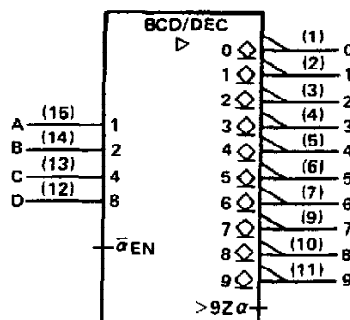 BCD/DEC
▷
0 (1) 0
1 (2) 1
2 (3) 2
3 (4) 3
4 (5) 4
5 (6) 5
6 (7) 6
7 (9) 7
8 (10) 8
9 (11) 9
A (15) 1
B (14) 2
C (13) 4
D (12) 8
ᾱEN
>9Zα